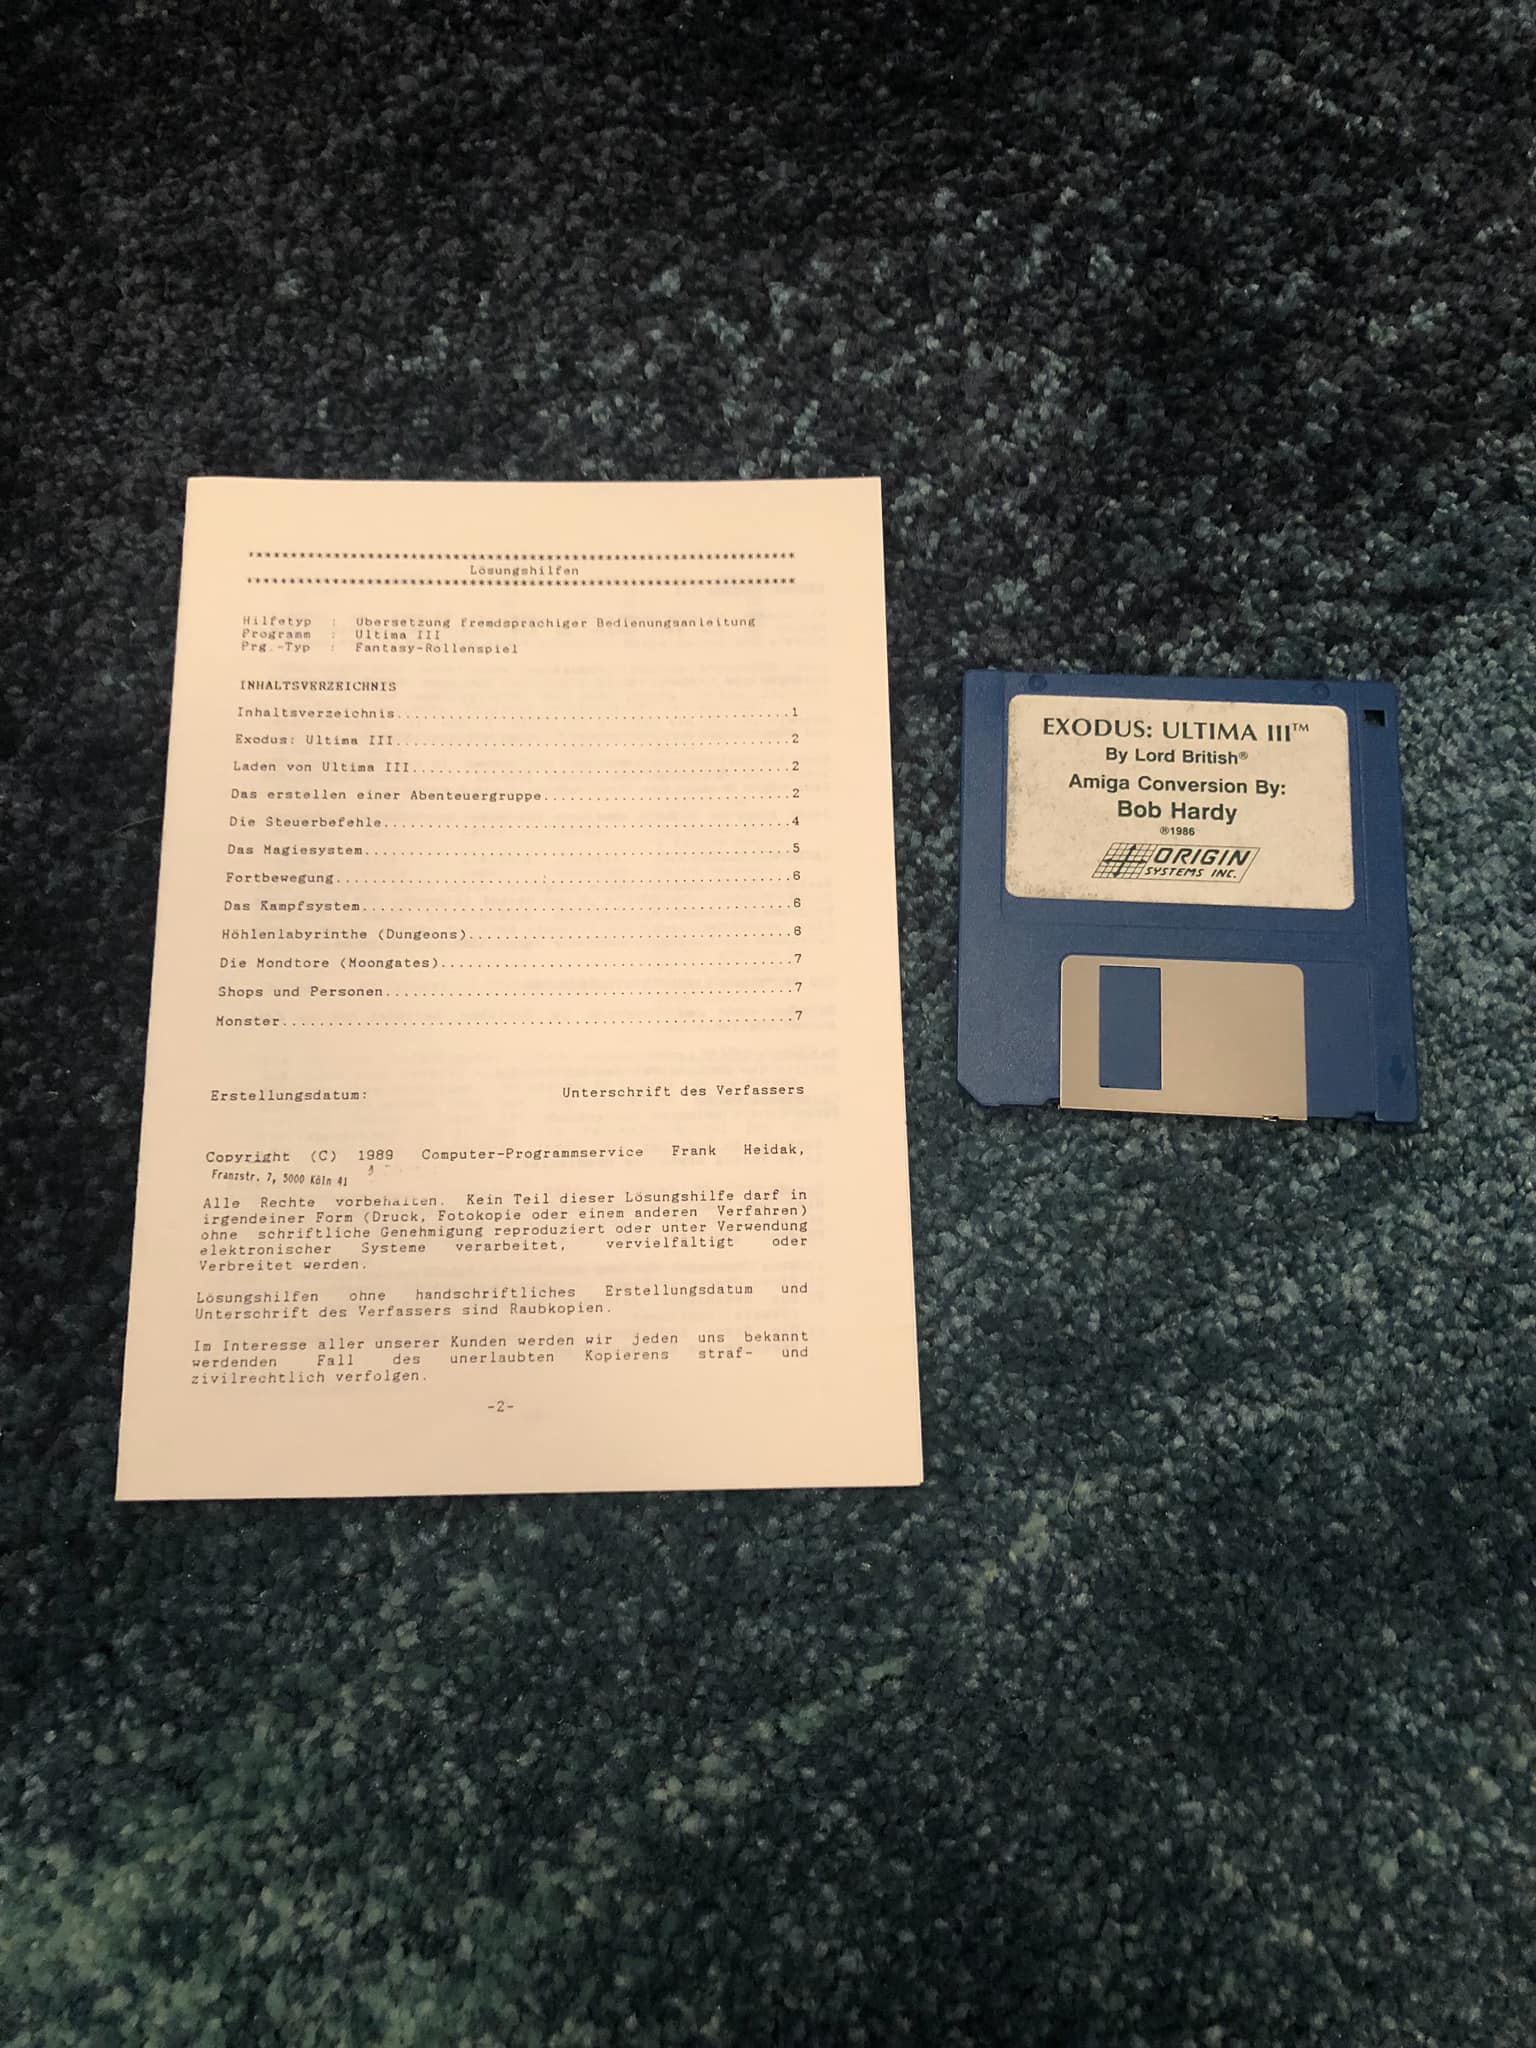 ************************************************************
Lösungshilfen
************************************************************
Hilfetyp : Übersetzung fremdsprachiger Bedienungsanleitung
Programm : Ultima III
Prg.-Typ : Fantasy-Rollenspiel
INHALTSVERZEICHNIS
Inhaltsverzeichnis...........................................1
Exodus: Ultima III...........................................2
Laden von Ultima III.........................................2
Das erstellen einer Abenteuergruppe..........................2
Die Steuerbefehle............................................4
Das Magiesystem..............................................5
Fortbewegung.................................................6
Das Kampfsystem..............................................6
Höhlenlabyrinthe (Dungeons)..................................6
Die Mondtore (Moongates).....................................7
Shops und Personen...........................................7
Monster......................................................7
Erstellungsdatum: Unterschrift des Verfassers
Copyright (C) 1989 Computer-Programmservice Frank Heidak,
Franzstr. 7, 5000 Köln 41
Alle Rechte vorbehalten. Kein Teil dieser Lösungshilfe darf in
irgendeiner Form (Druck, Fotokopie oder einem anderen Verfahren)
ohne schriftliche Genehmigung reproduziert oder unter Verwendung
elektronischer Systeme verarbeitet, vervielfältigt oder
Verbreitet werden.
Lösungshilfen ohne handschriftliches Erstellungsdatum und
Unterschrift des Verfassers sind Raubkopien.
Im Interesse aller unserer Kunden werden wir jeden uns bekannt
werdenden Fall des unerlaubten Kopierens straf- und
zivilrechtlich verfolgen.
-2-
EXODUS: ULTIMA III™
By Lord British®
Amiga Conversion By:
Bob Hardy
®1986
ORIGIN
SYSTEMS INC.